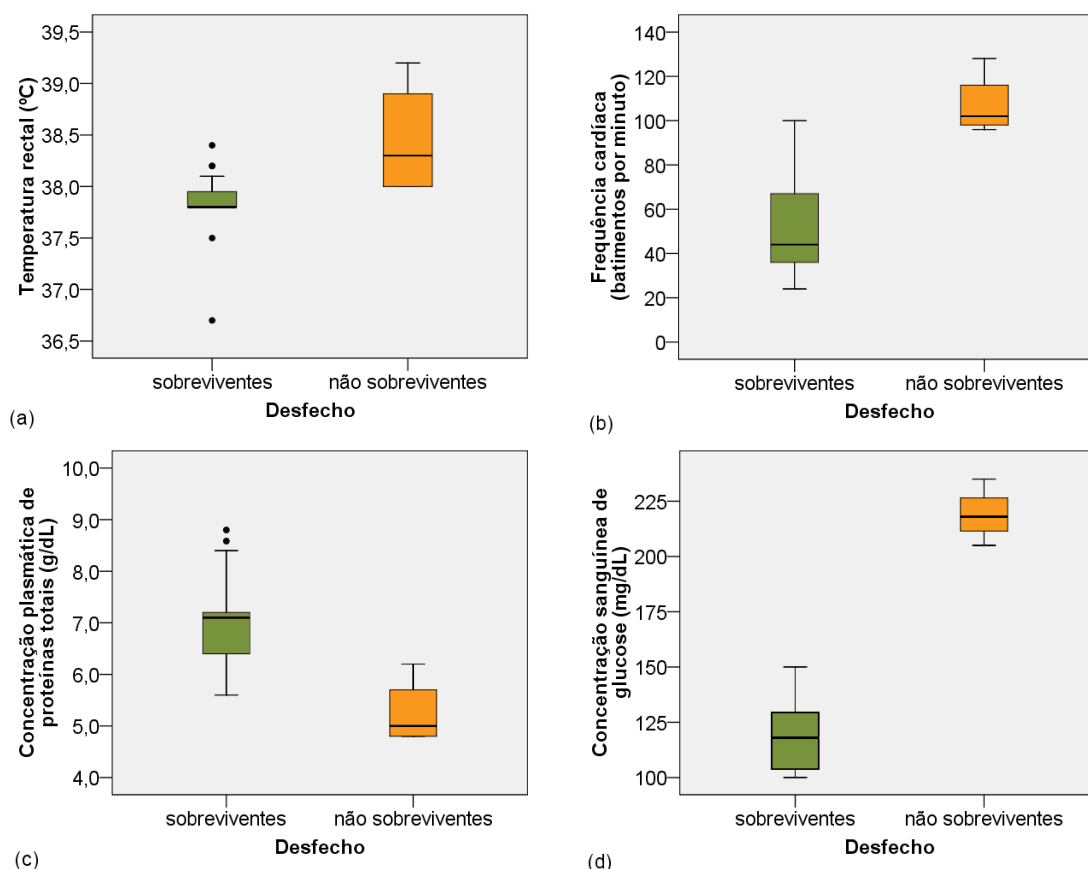 Temperatura rectal (ºC)
39,5
39,0
38,5
38,0
37,5
37,0
36,5
sobreviventes não sobreviventes
Desfecho
(a)
Frequência cardíaca
(batimentos por minuto)
140
120
100
80
60
40
20
0
sobreviventes não sobreviventes
Desfecho
(b)
Concentração plasmática de
proteínas totais (g/dL)
10,0
9,0
8,0
7,0
6,0
5,0
4,0
sobreviventes não sobreviventes
Desfecho
(c)
Concentração sanguínea de
glucose (mg/dL)
225
200
175
150
125
100
sobreviventes não sobreviventes
Desfecho
(d)